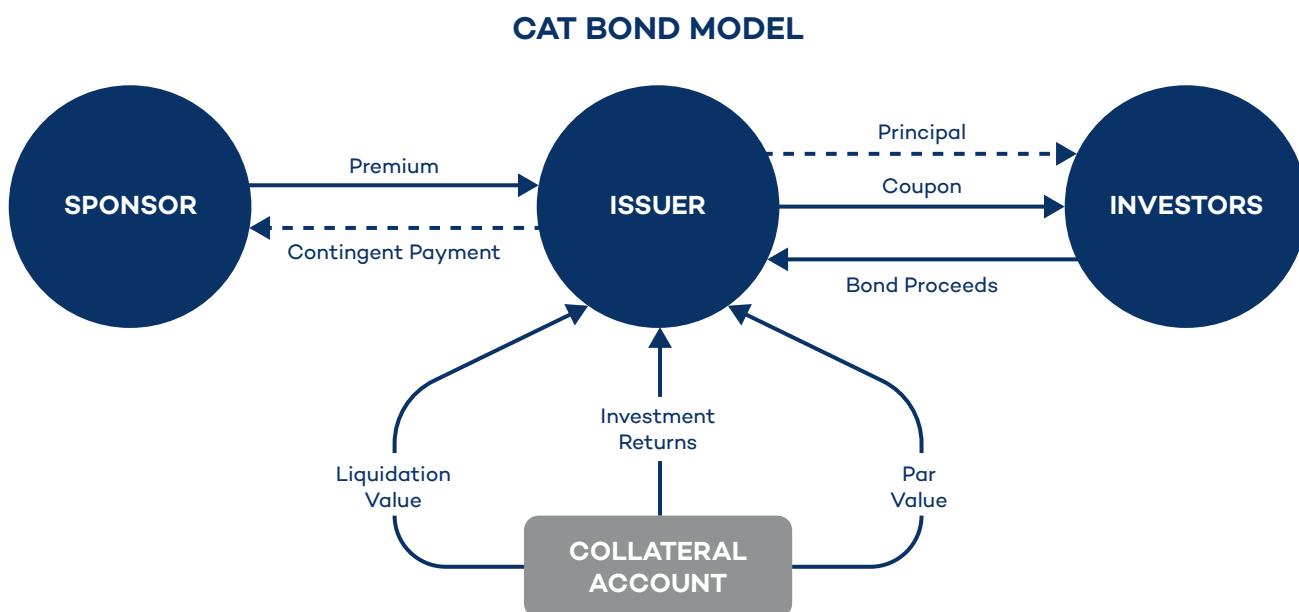 CAT BOND MODEL
SPONSOR
Premium
Contingent Payment
ISSUER
Principal
Coupon
Bond Proceeds
INVESTORS
Liquidation
Value
Investment
Returns
Par
Value
COLLATERAL
ACCOUNT